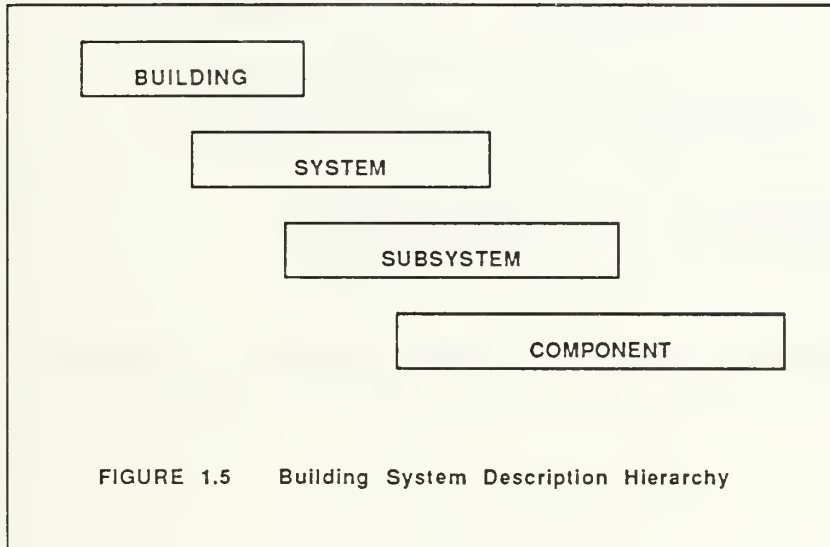 BUILDING
SYSTEM
SUBSYSTEM
COMPONENT
FIGURE 1.5 Building System Description Hierarchy